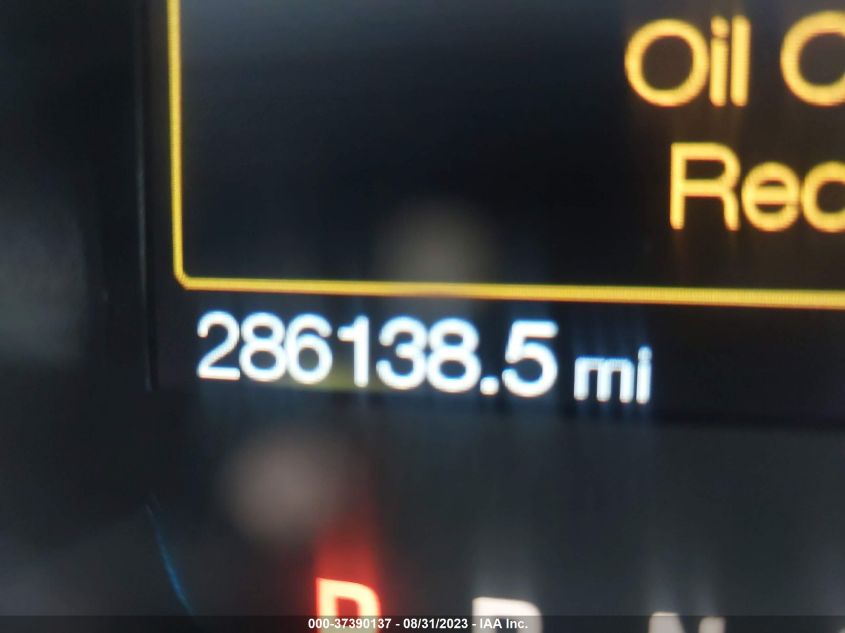 Oil C
Rec
286138.5 mi
P R N
000-37390137 - 08/31/2023 - IAA Inc.